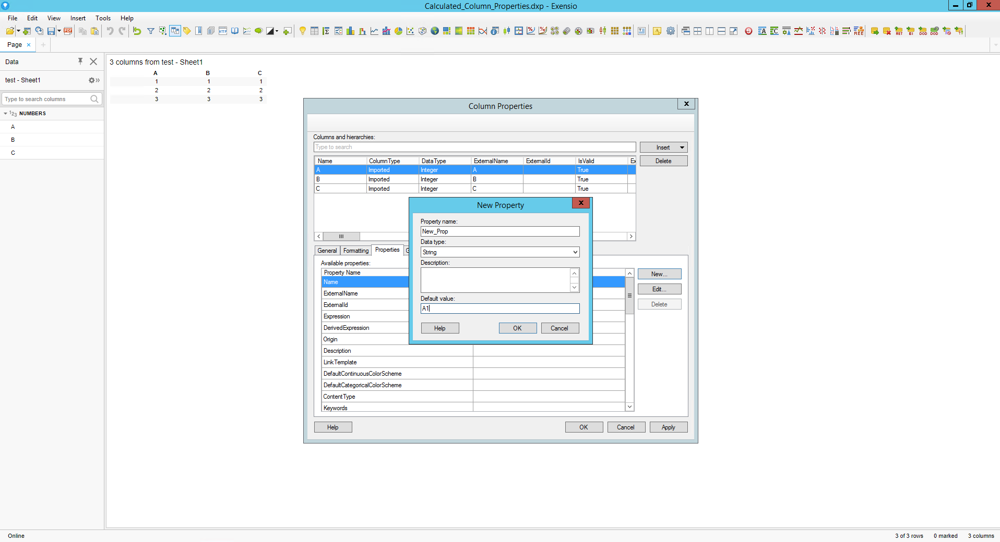 Calculated_Column_Properties.dxp - Exensio
File Edit View Insert Tools Help
Page
Data
3 columns from test - Sheet1
test - Sheet1
A B C
1 1 1
2 2 2
3 3 3
Type to search columns
NUMBERS
A
B
C
Column Properties
Columns and hierarchies:
Type to search
Insert
Delete
Name ColumnType DataType ExternalName ExternalId IsValid Ex
A Imported Integer A True
B Imported Integer B True
C Imported Integer C True
New Property
Property name:
New_Prop
Data type:
String
Description:
Default value:
A1
Help OK Cancel
General Formatting Properties
Available properties:
Property Name
Name
ExternalName
ExternalId
Expression
DerivedExpression
Origin
Description
LinkTemplate
DefaultContinuousColorScheme
DefaultCategoricalColorScheme
ContentType
Keywords
New...
Edit...
Delete
Help OK Cancel Apply
Online 3 of 3 rows 0 marked 3 columns